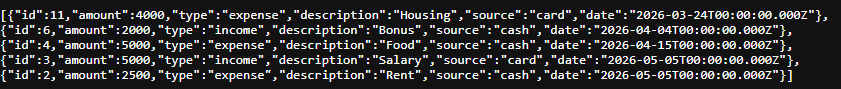 [{"id":11,"amount":4000,"type":"expense","description":"Housing","source":"card","date":"2026-03-24T00:00:00.000Z"},
{"id":6,"amount":2000,"type":"income","description":"Bonus","source":"cash","date":"2026-04-04T00:00:00.000Z"},
{"id":4,"amount":5000,"type":"expense","description":"Food","source":"cash","date":"2026-04-15T00:00:00.000Z"},
{"id":3,"amount":5000,"type":"income","description":"Salary","source":"card","date":"2026-05-05T00:00:00.000Z"},
{"id":2,"amount":2500,"type":"expense","description":"Rent","source":"cash","date":"2026-05-05T00:00:00.000Z"}]